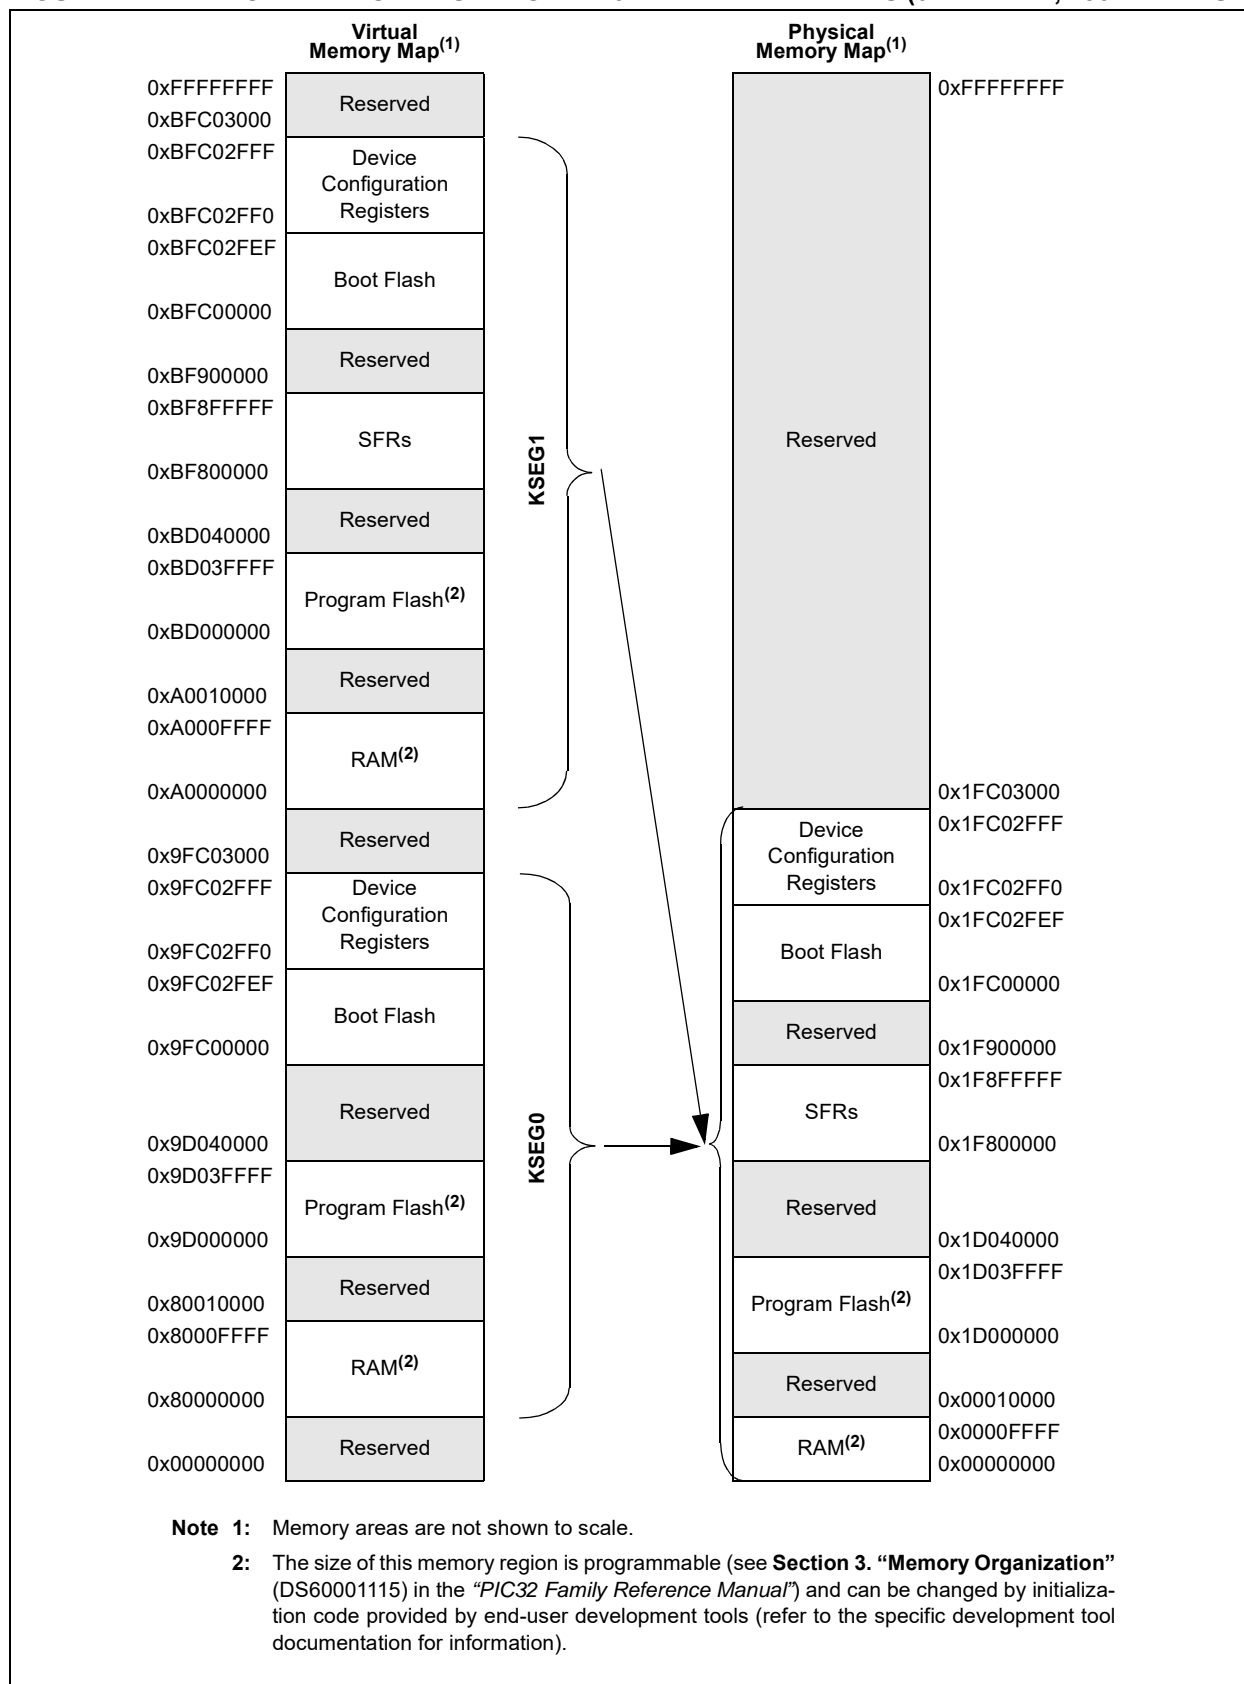 Virtual
Memory Map(1)
Physical
Memory Map(1)
0xFFFFFFFF
Reserved
0xBFC03000
0xBFC02FFF
Device
Configuration
Registers
0xBFC02FF0
0xBFC02FEF
Boot Flash
0xBFC00000
Reserved
0xBF900000
0xBF8FFFFF
SFRs
0xBF800000
Reserved
0xBD040000
0xBD03FFFF
Program Flash(2)
0xBD000000
Reserved
0xA0010000
0xA000FFFF
RAM(2)
0xA0000000
Reserved
0x9FC03000
0x9FC02FFF
Device
Configuration
Registers
0x9FC02FF0
0x9FC02FEF
Boot Flash
0x9FC00000
Reserved
0x9D040000
0x9D03FFFF
Program Flash(2)
0x9D000000
Reserved
0x80010000
0x8000FFFF
RAM(2)
0x80000000
Reserved
0x00000000
KSEG1
KSEG0
0xFFFFFFFF
Reserved
0x1FC03000
0x1FC02FFF
Device
Configuration
Registers
0x1FC02FF0
0x1FC02FEF
Boot Flash
0x1FC00000
Reserved
0x1F900000
0x1F8FFFFF
SFRs
0x1F800000
Reserved
0x1D040000
0x1D03FFFF
Program Flash(2)
0x1D000000
Reserved
0x00010000
0x0000FFFF
RAM(2)
0x00000000
Note 1: Memory areas are not shown to scale.
2: The size of this memory region is programmable (see Section 3. “Memory Organization”
(DS60001115) in the “PIC32 Family Reference Manual”) and can be changed by initializa-
tion code provided by end-user development tools (refer to the specific development tool
documentation for information).